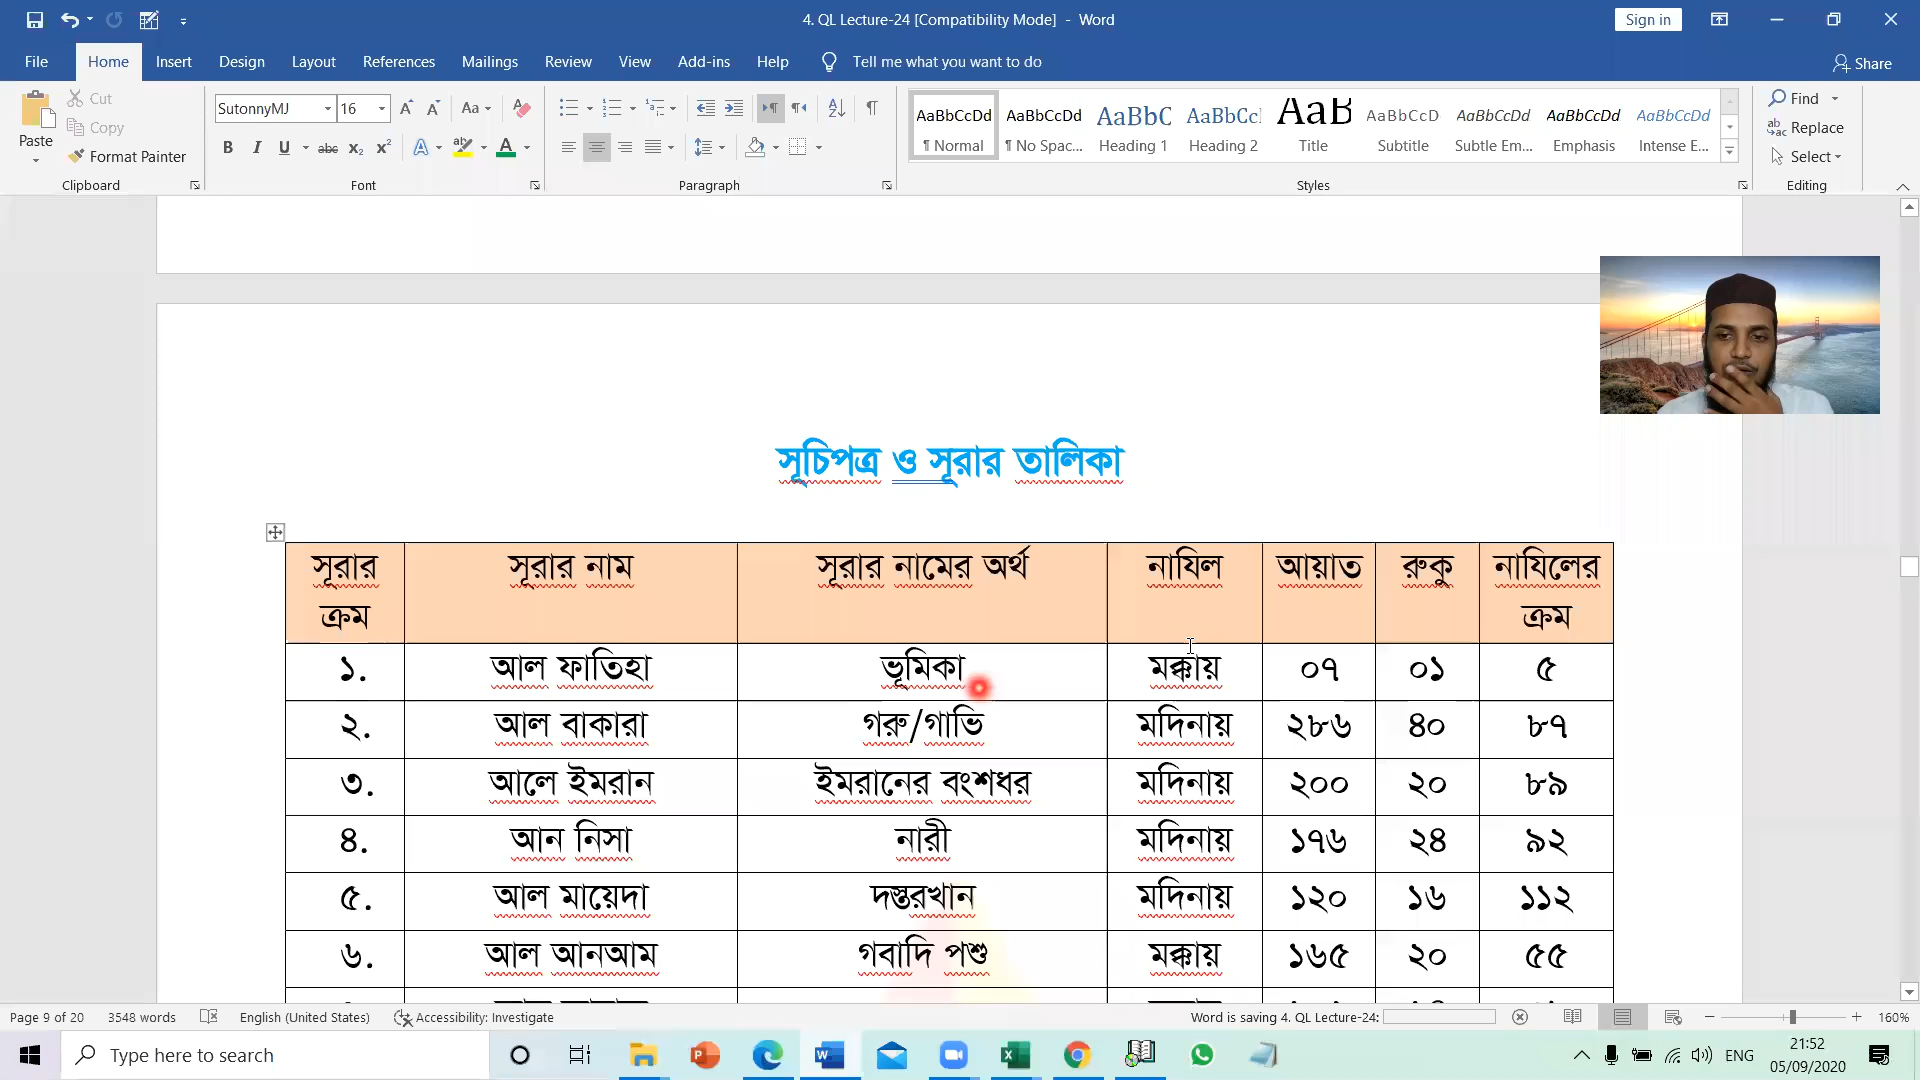 4. QL Lecture-24 [Compatibility Mode] - Word
Sign in
File Home Insert Design Layout References Mailings Review View Add-ins Help Tell me what you want to do
Share
Paste
Cut
Copy
Format Painter
Clipboard
SutonnyMJ 16
Font
Paragraph
AaBbCcDd AaBbCcDd AaBbC AaBbCcl AaB AaBbCcD AaBbCcDd AaBbCcDd AaBbCcDd
¶ Normal ¶ No Spac... Heading 1 Heading 2 Title Subtitle Subtle Em... Emphasis Intense E...
Styles
Find
Replace
Select
Editing
সূচিপত্র ও সূরার তালিকা
সূরার ক্রম সূরার নাম সূরার নামের অর্থ নাযিল আয়াত রুকু নাযিলের ক্রম
১. আল ফাতিহা ভূমিকা মক্কায় ০৭ ০১ ৫
২. আল বাকারা গরু/গাভি মদিনায় ২৮৬ ৪০ ৮৭
৩. আলে ইমরান ইমরানের বংশধর মদিনায় ২০০ ২০ ৮৯
৪. আন নিসা নারী মদিনায় ১৭৬ ২৪ ৯২
৫. আল মায়েদা দস্তরখান মদিনায় ১২০ ১৬ ১১২
৬. আল আনআম গবাদি পশু মক্কায় ১৬৫ ২০ ৫৫
Page 9 of 20 3548 words English (United States) Accessibility: Investigate Word is saving 4. QL Lecture-24: 160%
Type here to search
ENG
21:52
05/09/2020